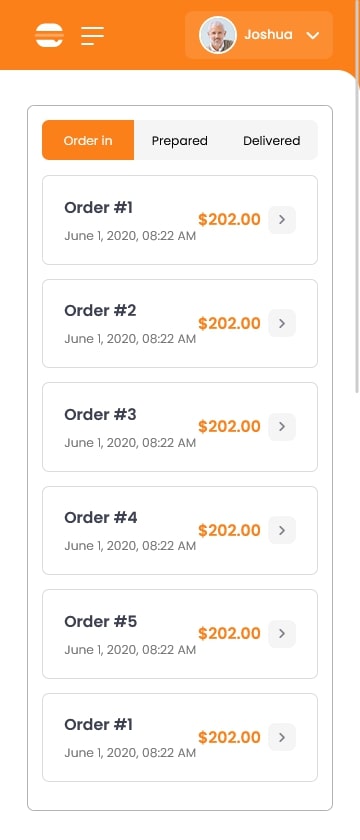 Joshua
Order in Prepared Delivered
Order #1
$202.00
June 1, 2020, 08:22 AM
Order #2
$202.00
June 1, 2020, 08:22 AM
Order #3
$202.00
June 1, 2020, 08:22 AM
Order #4
$202.00
June 1, 2020, 08:22 AM
Order #5
$202.00
June 1, 2020, 08:22 AM
Order #1
$202.00
June 1, 2020, 08:22 AM